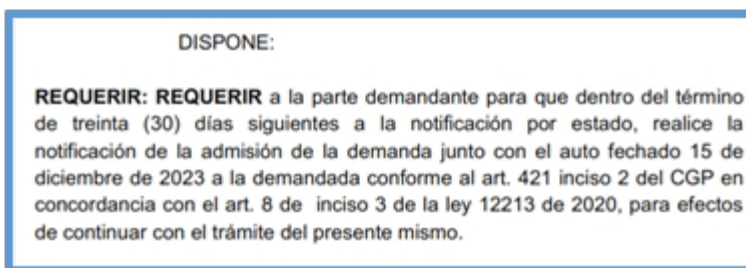 DISPONE:
REQUERIR: REQUERIR a la parte demandante para que dentro del término
de treinta (30) días siguientes a la notificación por estado, realice la
notificación de la admisión de la demanda junto con el auto fechado 15 de
diciembre de 2023 a la demandada conforme al art. 421 inciso 2 del CGP en
concordancia con el art. 8 de inciso 3 de la ley 12213 de 2020, para efectos
de continuar con el trámite del presente mismo.